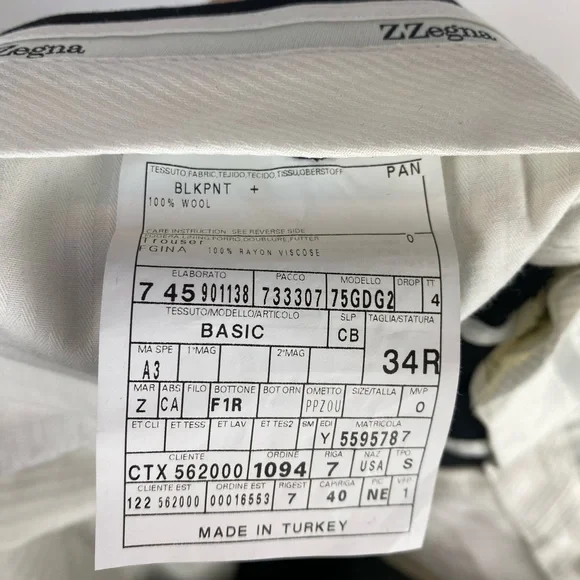 Zegna
ZZegna
TESSUTO,FABRIC,TEJIDO,TECIDO,TISSU,OBERSTOFF PAN
BLKPNT +
100% WOOL
CARE INSTRUCTION SEE REVERSE SIDE
Trouser 0
FGINA 100% RAYON VISCOSE
ELABORATO PACCO MODELLO DROP TT
7 45 901138 733307 75GDG2 4
TESSUTO/MODELLO/ARTICOLO SLP TAGLIA/STATURA
BASIC CB 34R
MA SPE 1°MAG 2°MAG
A3
MAR ABS FILO BOTTONE BOT ORN OMETTO SIZE/TALLA MVP
Z CA F1R PPZOU O
ET CLI ET TESS ET LAV ET TES2 SM EDI MATRICOLA
Y 5595787
CLIENTE ORDINE RIGA NAZ TPO
CTX 562000 1094 7 USA S
CLIENTE EST ORDINE EST RIGEST CAP/RIGA PIC
122 562000 00016553 7 40 NE 1
MADE IN TURKEY